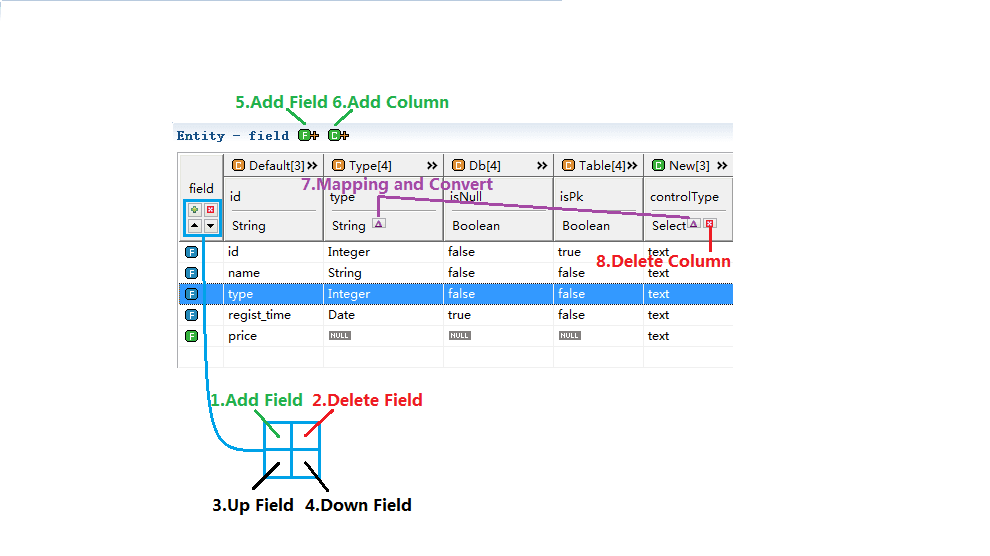 5.Add Field 6.Add Column
Entity - field F C
C Default[3] C Type[4] C Db[4] C Table[4] C New[3]
7.Mapping and Convert
field id type isNull isPk controlType
String String Boolean Boolean Select
8.Delete Column
F id Integer false true text
F name String false false text
F type Integer false false text
F regist_time Date true false text
F price NULL NULL NULL text
1.Add Field 2.Delete Field
3.Up Field 4.Down Field